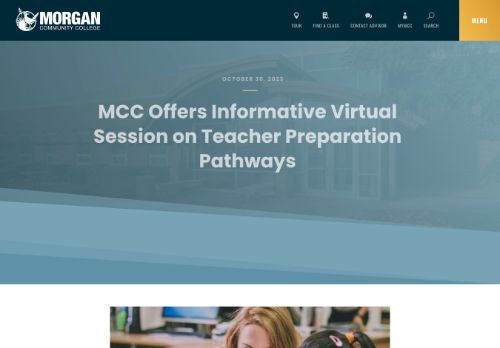 MORGAN
COMMUNITY COLLEGE
TOUR
FIND A CLASS
CONTACT ADVISOR
MYMCC
SEARCH
MENU
OCTOBER 30, 2023
MCC Offers Informative Virtual
Session on Teacher Preparation
Pathways